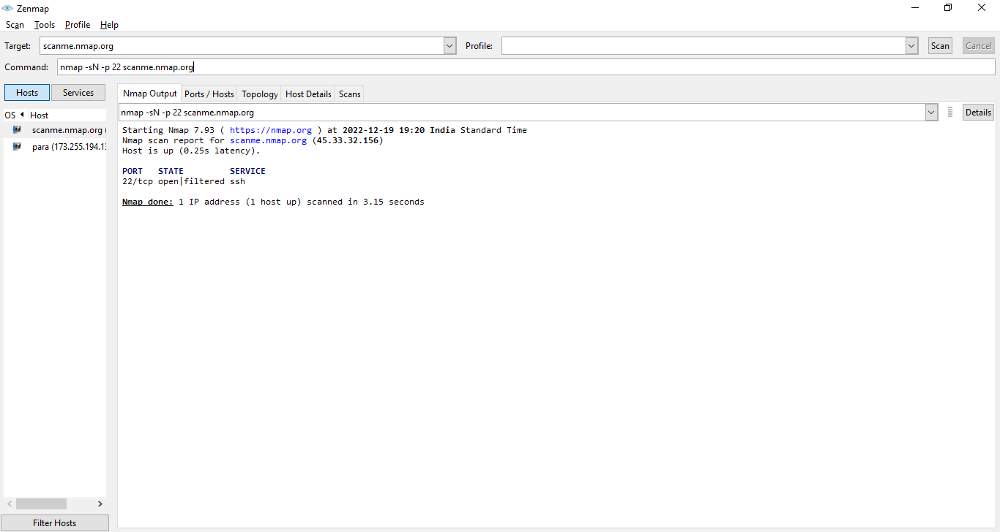 Zenmap
Scan Tools Profile Help
Target: scanme.nmap.org Profile: Scan Cancel
Command: nmap -sN -p 22 scanme.nmap.org
Hosts Services
Nmap Output Ports / Hosts Topology Host Details Scans
OS Host
scanme.nmap.org (
para (173.255.194.13
Filter Hosts
nmap -sN -p 22 scanme.nmap.org Details
Starting Nmap 7.93 ( https://nmap.org ) at 2022-12-19 19:20 India Standard Time
Nmap scan report for scanme.nmap.org (45.33.32.156)
Host is up (0.25s latency).
PORT STATE SERVICE
22/tcp open|filtered ssh
Nmap done: 1 IP address (1 host up) scanned in 3.15 seconds